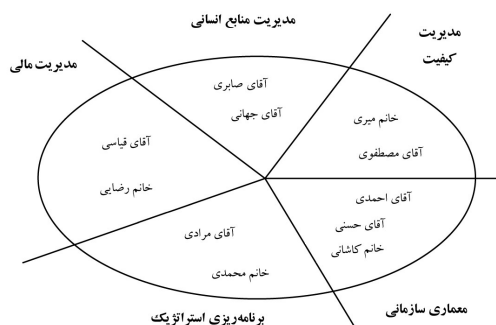 مدیریت منابع انسانی
مدیریت
کیفیت
مدیریت مالی
آقای صابری
آقای جهانی
خانم میری
آقای مصطفوی
آقای قیاسی
خانم رضایی
آقای احمدی
آقای حسنی
خانم کاشانی
آقای مرادی
خانم محمدی
معماری سازمانی
برنامه‌ریزی استراتژیک